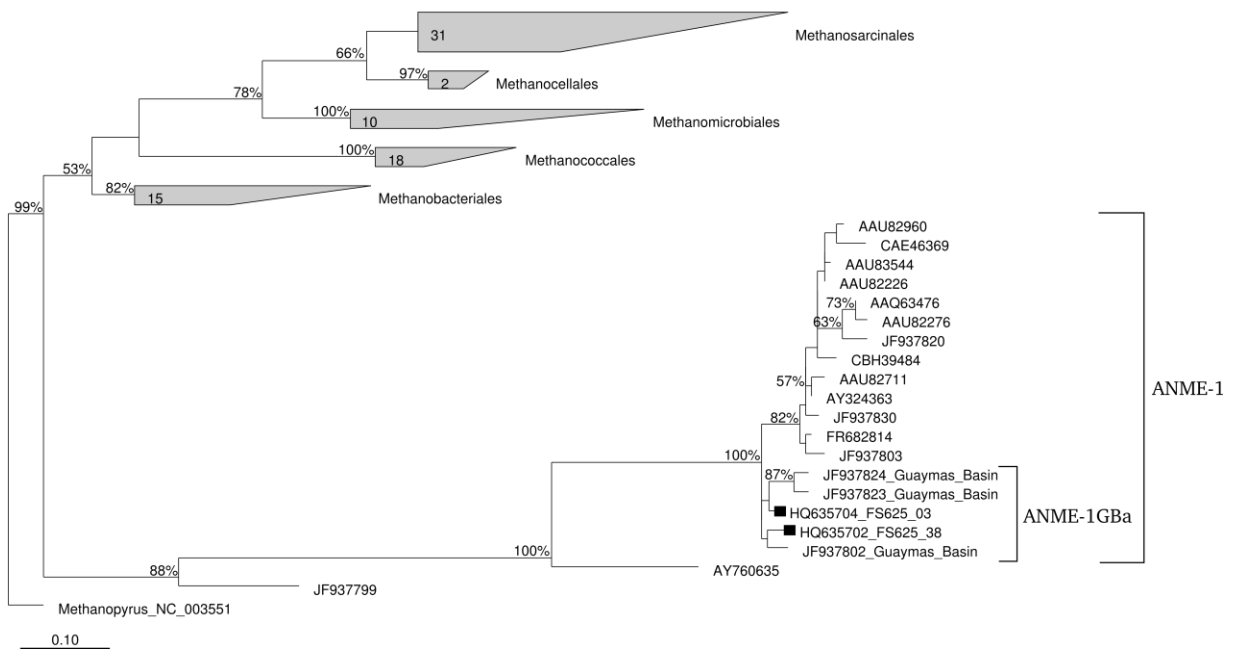 31
Methanosarcinales
66%
97%
2
Methanocellales
78%
100%
10
Methanomicrobiales
100%
18
Methanococcales
53%
82%
15
Methanobacteriales
99%
AAU82960
CAE46369
AAU83544
AAU82226
73%
AAQ63476
63%
AAU82276
JF937820
CBH39484
57%
AAU82711
ANME-1
AY324363
82%
JF937830
FR682814
100%
JF937803
87%
JF937824_Guaymas_Basin
JF937823_Guaymas_Basin
HQ635704_FS625_03
ANME-1GBa
HQ635702_FS625_38
100%
JF937802_Guaymas_Basin
88%
AY760635
JF937799
Methanopyrus_NC_003551
0.10